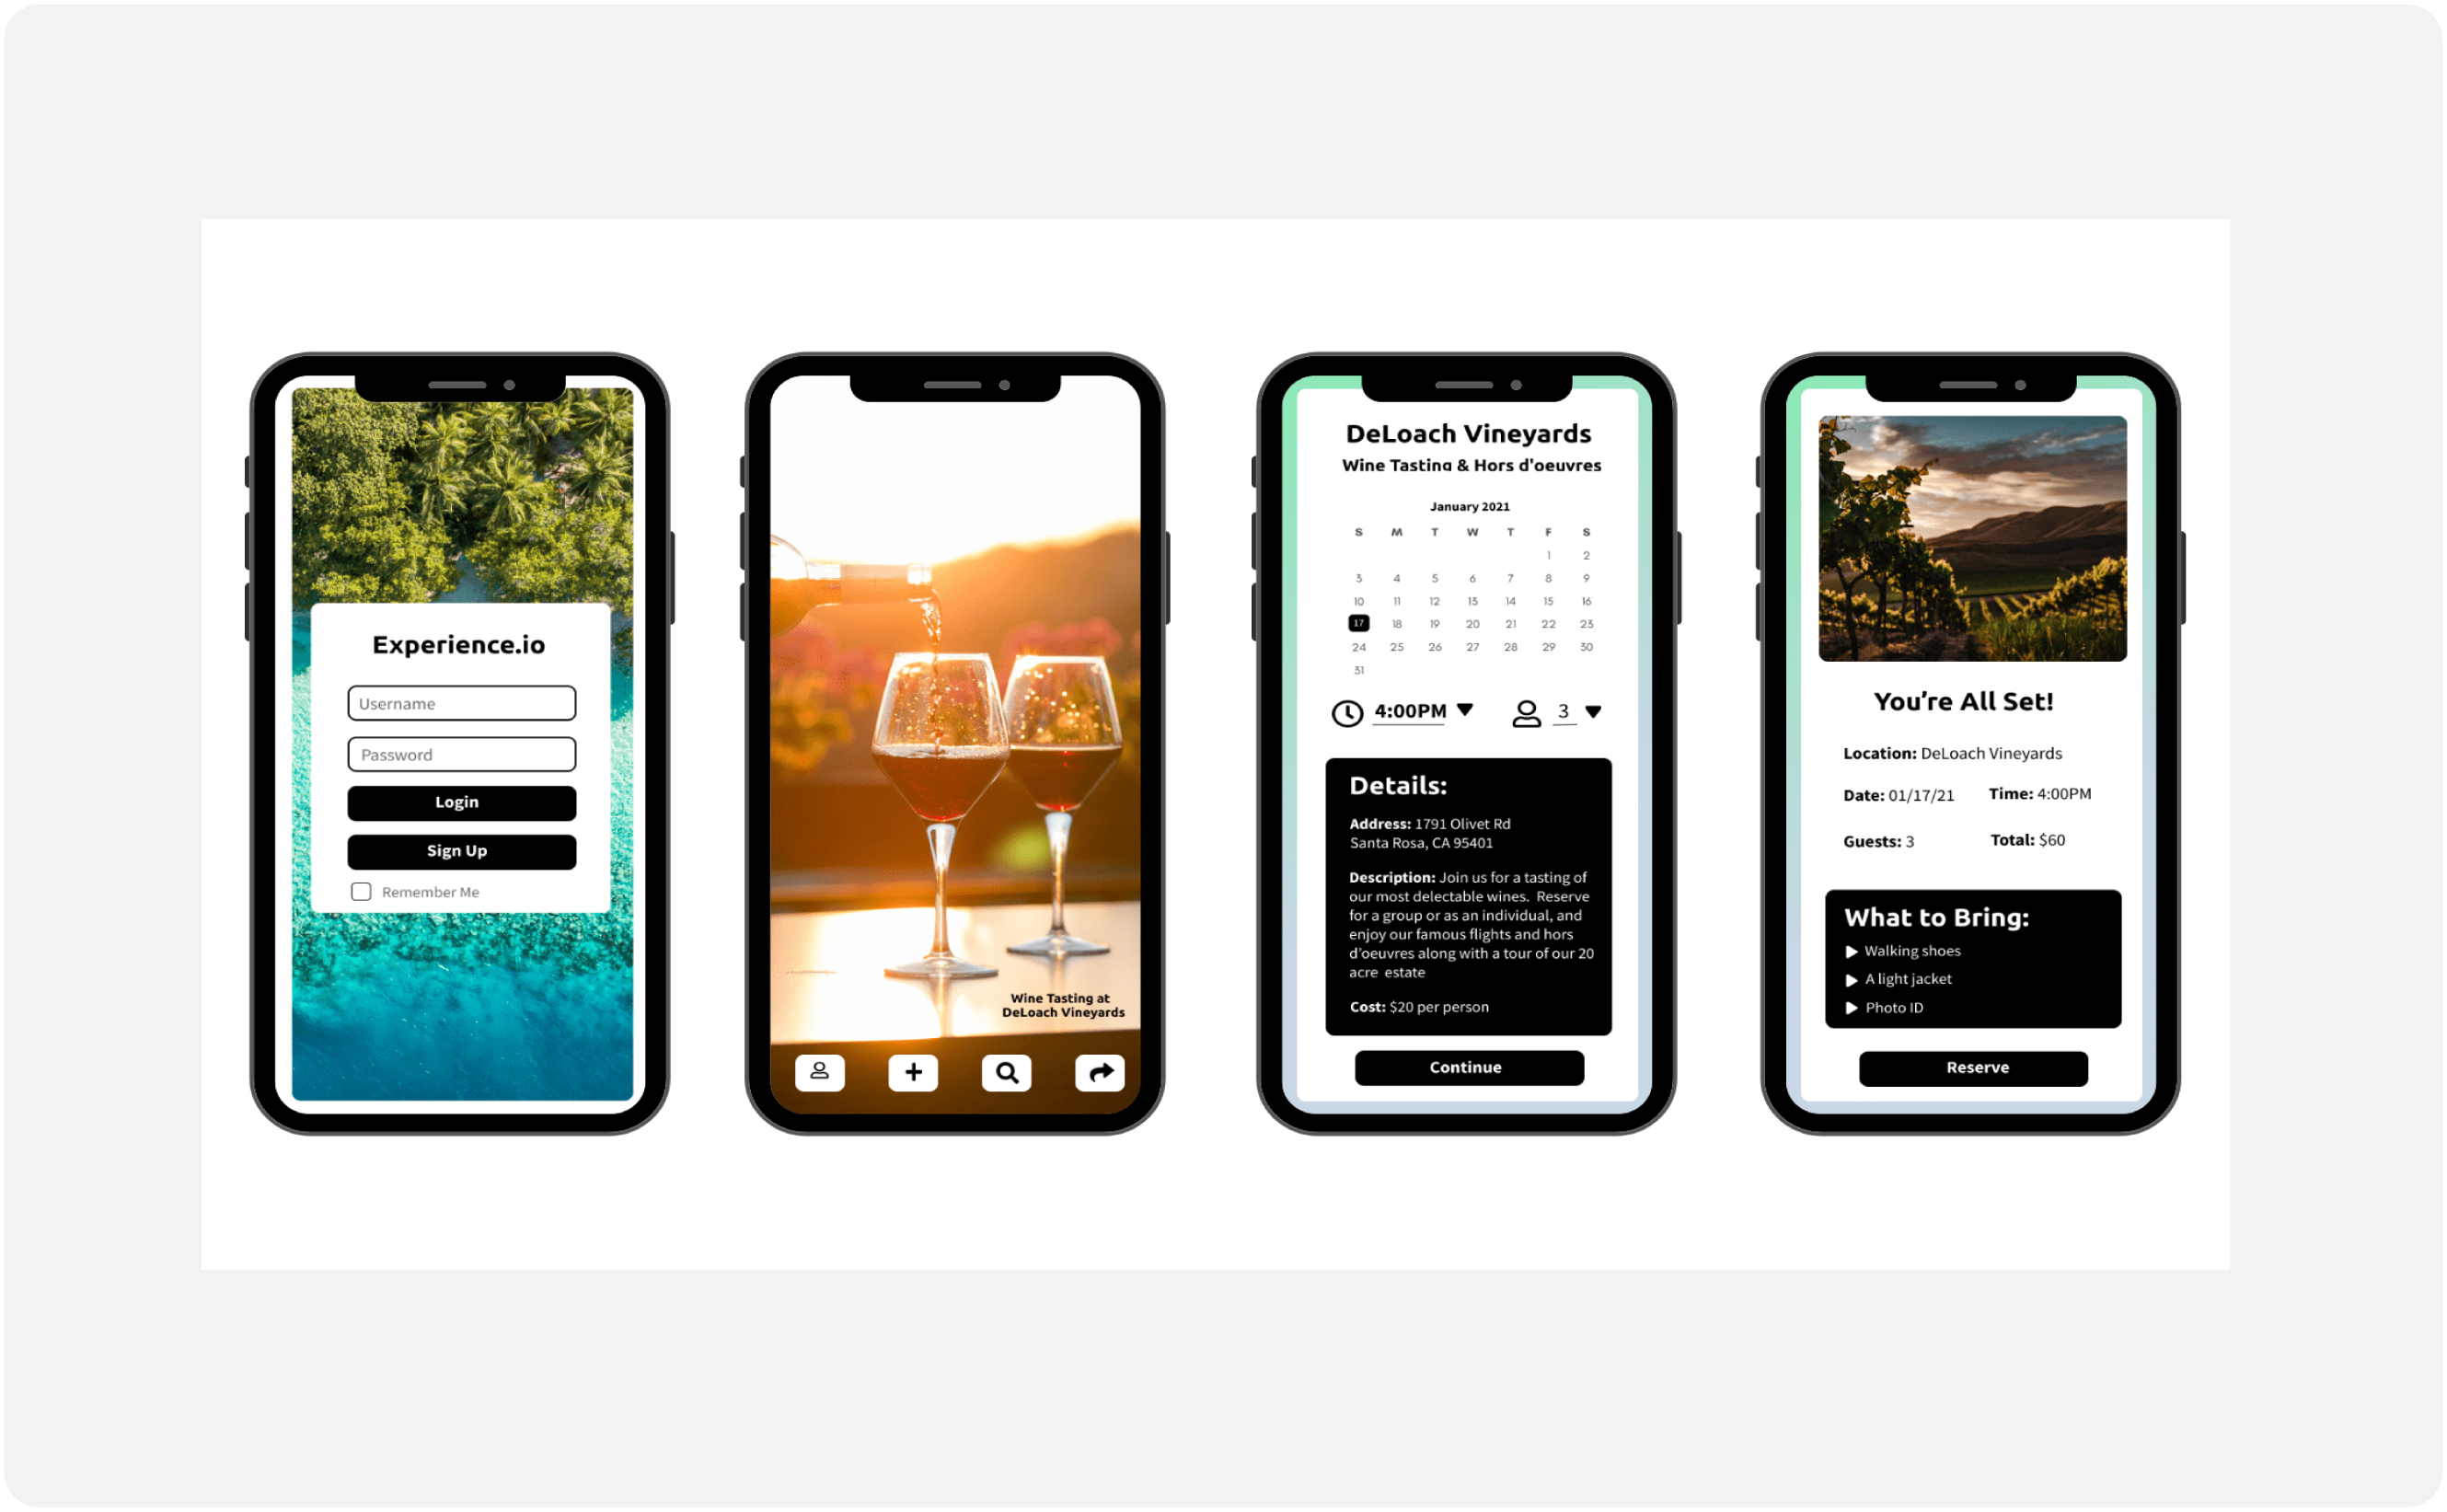 Experience.io
Username
Password
Login
Sign Up
Remember Me
Wine Tasting at
DeLoach Vineyards
DeLoach Vineyards
Wine Tasting & Hors d'oeuvres
January 2021
S M T W T F S
1 2
3 4 5 6 7 8 9
10 11 12 13 14 15 16
17 18 19 20 21 22 23
24 25 26 27 28 29 30
31
4:00PM 3
Details:
Address: 1791 Olivet Rd
Santa Rosa, CA 95401
Description: Join us for a tasting of
our most delectable wines. Reserve
for a group or as an individual, and
enjoy our famous flights and hors
d'oeuvres along with a tour of our 20
acre estate
Cost: $20 per person
Continue
You’re All Set!
Location: DeLoach Vineyards
Date: 01/17/21 Time: 4:00PM
Guests: 3 Total: $60
What to Bring:
Walking shoes
A light jacket
Photo ID
Reserve